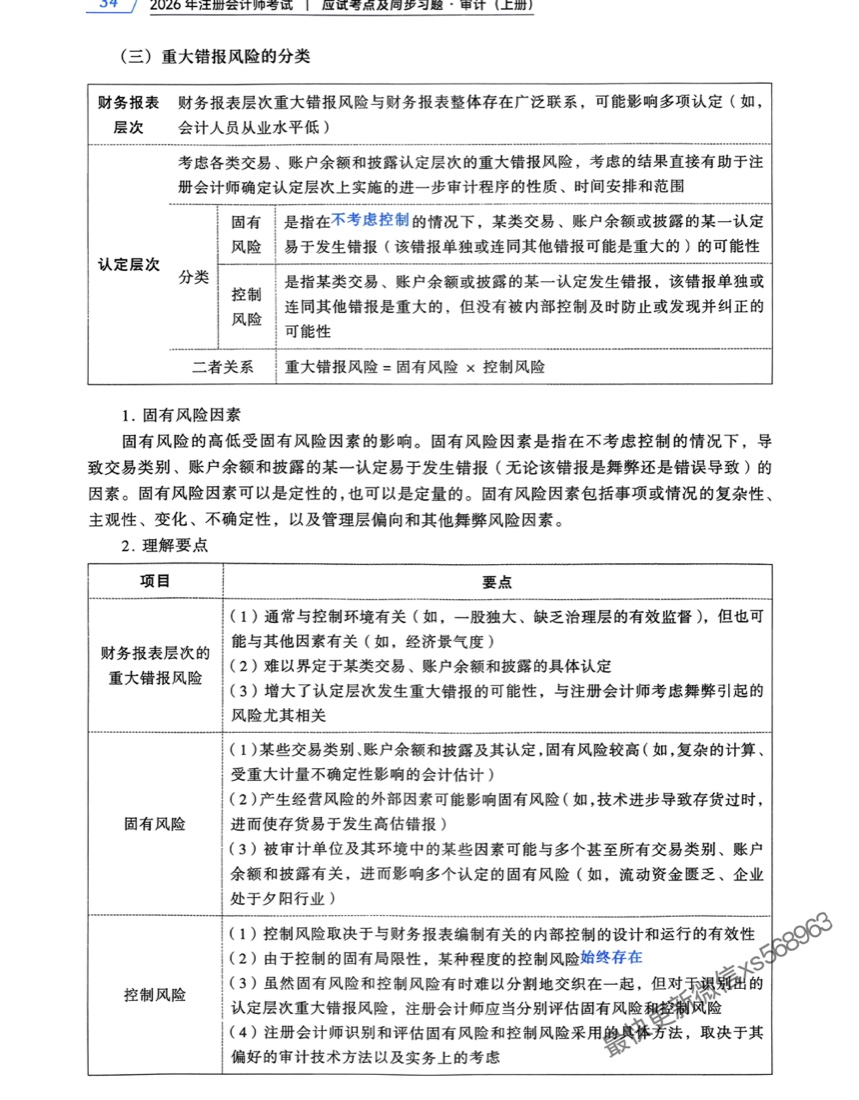 34 2026年注册会计师考试 | 应试考点及同步习题·审计（上册）
（三）重大错报风险的分类
财务报表层次
财务报表层次重大错报风险与财务报表整体存在广泛联系，可能影响多项认定（如，
会计人员从业水平低）
认定层次
考虑各类交易、账户余额和披露认定层次的重大错报风险，考虑的结果直接有助于注
册会计师确定认定层次上实施的进一步审计程序的性质、时间安排和范围
分类
固有
风险
是指在不考虑控制的情况下，某类交易、账户余额或披露的某一认定
易于发生错报（该错报单独或连同其他错报可能是重大的）的可能性
控制
风险
是指某类交易、账户余额或披露的某一认定发生错报，该错报单独或
连同其他错报是重大的，但没有被内部控制及时防止或发现并纠正的
可能性
二者关系
重大错报风险=固有风险 × 控制风险
1. 固有风险因素
固有风险的高低受固有风险因素的影响。固有风险因素是指在不考虑控制的情况下，导
致交易类别、账户余额和披露的某一认定易于发生错报（无论该错报是舞弊还是错误导致）的
因素。固有风险因素可以是定性的，也可以是定量的。固有风险因素包括事项或情况的复杂性、
主观性、变化、不确定性，以及管理层偏向和其他舞弊风险因素。
2. 理解要点
项目 要点
财务报表层次的
重大错报风险
（1）通常与控制环境有关（如，一股独大、缺乏治理层的有效监督），但也可
能与其他因素有关（如，经济景气度）
（2）难以界定于某类交易、账户余额和披露的具体认定
（3）增大了认定层次发生重大错报的可能性，与注册会计师考虑舞弊引起的
风险尤其相关
固有风险
（1）某些交易类别、账户余额和披露及其认定，固有风险较高（如，复杂的计算、
受重大计量不确定性影响的会计估计）
（2）产生经营风险的外部因素可能影响固有风险（如，技术进步导致存货过时，
进而使存货易于发生高估错报）
（3）被审计单位及其环境中的某些因素可能与多个甚至所有交易类别、账户
余额和披露有关，进而影响多个认定的固有风险（如，流动资金匮乏、企业
处于夕阳行业）
控制风险
（1）控制风险取决于与财务报表编制有关的内部控制的设计和运行的有效性
（2）由于控制的固有局限性，某种程度的控制风险始终存在
（3）虽然固有风险和控制风险有时难以分割地交织在一起，但对于识别出的
认定层次重大错报风险，注册会计师应当分别评估固有风险和控制风险
（4）注册会计师识别和评估固有风险和控制风险采用的具体方法，取决于其
偏好的审计技术方法以及实务上的考虑
最快更新微信xs568963